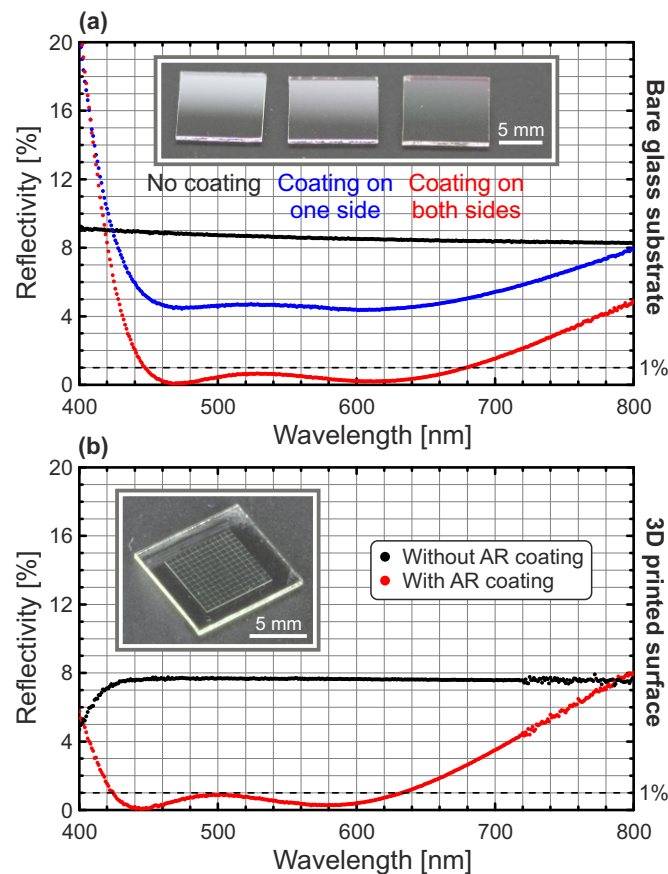 (a)
20
16
12
8
4
0
Reflectivity [%]
5 mm
No coating
Coating on
one side
Coating on
both sides
1%
400
500
600
700
800
Wavelength [nm]
Bare glass substrate
(b)
20
16
12
8
4
0
Reflectivity [%]
5 mm
Without AR coating
With AR coating
1%
400
500
600
700
800
Wavelength [nm]
3D printed surface